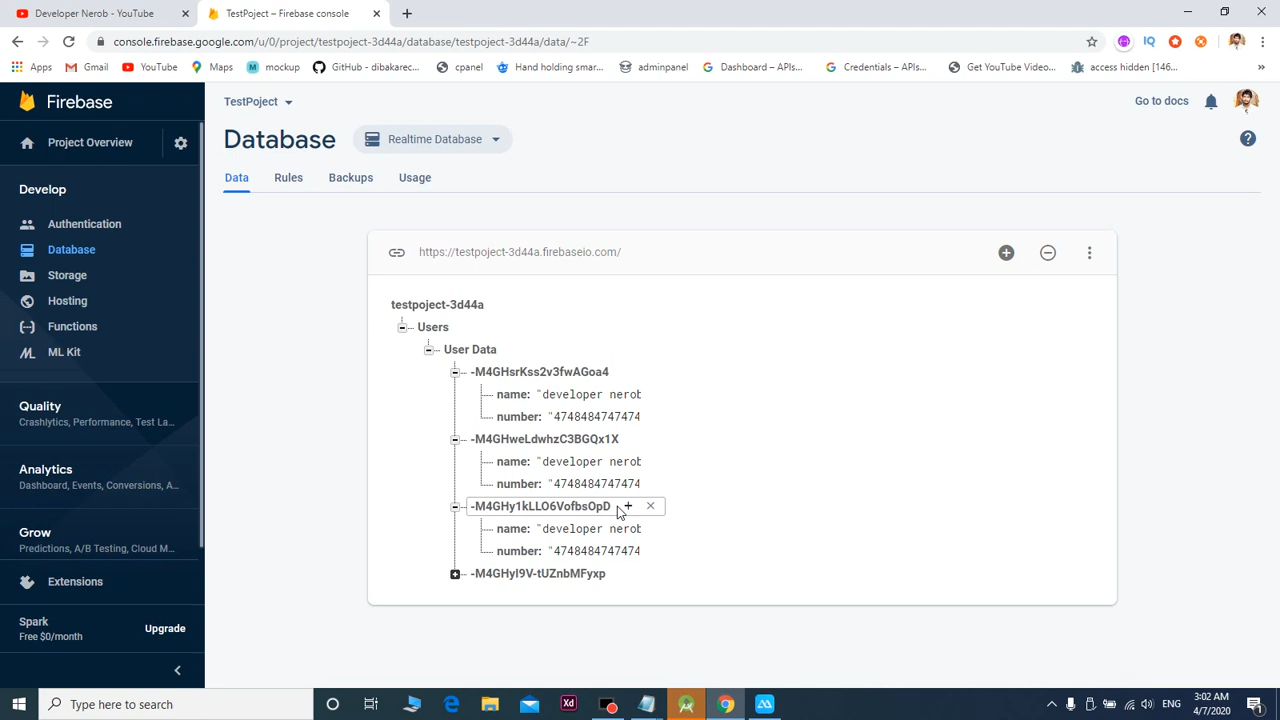 Developer Nerob - YouTube
TestPoject – Firebase console
console.firebase.google.com/u/0/project/testpoject-3d44a/database/testpoject-3d44a/data/~2F
IQ
Apps
Gmail
YouTube
Maps
M mockup
GitHub - dibakarec...
cpanel
Hand holding smar...
adminpanel
Dashboard – APIs...
Credentials – APIs...
Get YouTube Video...
access hidden [146...
»
Firebase
TestPoject
Go to docs
Project Overview
Database
Realtime Database
Data
Rules
Backups
Usage
Develop
Authentication
Database
Storage
Hosting
Functions
ML Kit
Quality
Crashlytics, Performance, Test La...
Analytics
Dashboard, Events, Conversions, A...
Grow
Predictions, A/B Testing, Cloud M...
Extensions
Spark
Free $0/month
Upgrade
https://testpoject-3d44a.firebaseio.com/
testpoject-3d44a
Users
User Data
-M4GHsrKss2v3fwAGoa4
name: "developer nerob
number: "4748484747474
-M4GHweLdwhzC3BGQx1X
name: "developer nerob
number: "4748484747474
-M4GHy1kLLO6VofbsOpD
name: "developer nerob
number: "4748484747474
-M4GHyI9V-tUZnbMFyxp
Type here to search
Xd
ENG
3:02 AM
4/7/2020
1